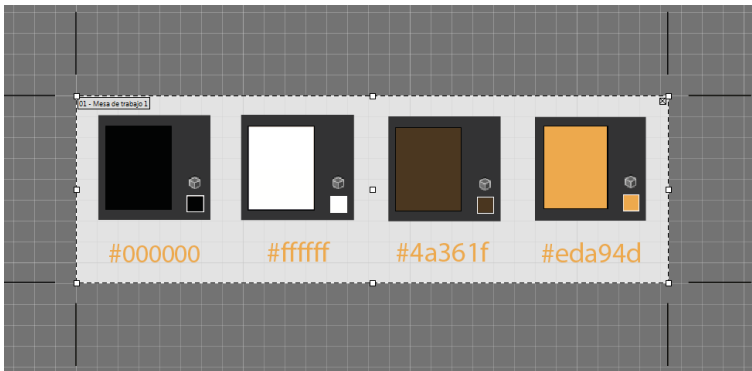 01 - Mesa de trabajo 1
#000000
#ffffff
#4a361f
#eda94d